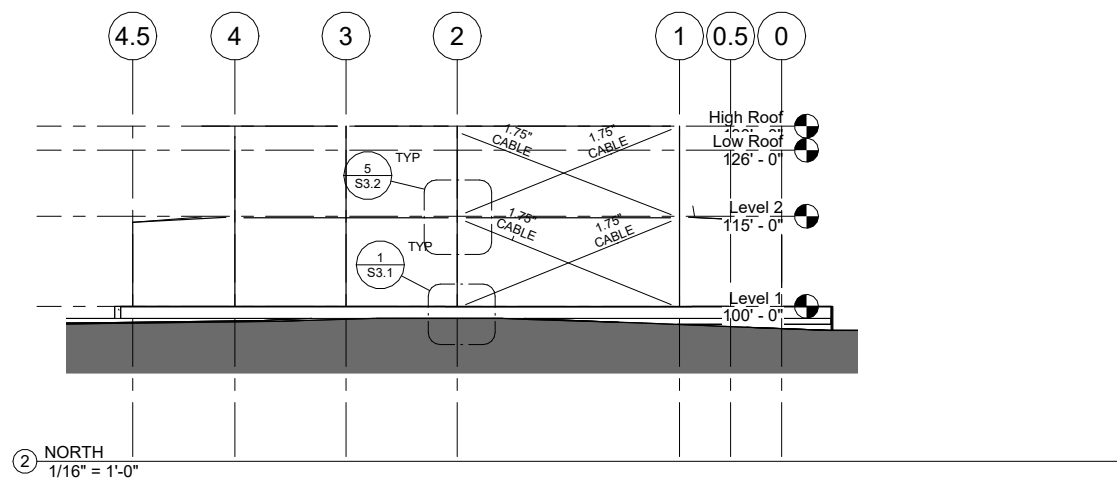 4.5 4 3 2 1 0.5 0
High Roof
Low Roof
126' - 0"
1.75"
CABLE
1.75"
CABLE
TYP
5
S3.2
Level 2
115' - 0"
1.75"
CABLE
1.75"
CABLE
TYP
1
S3.1
Level 1
100' - 0"
2 NORTH
1/16" = 1'-0"